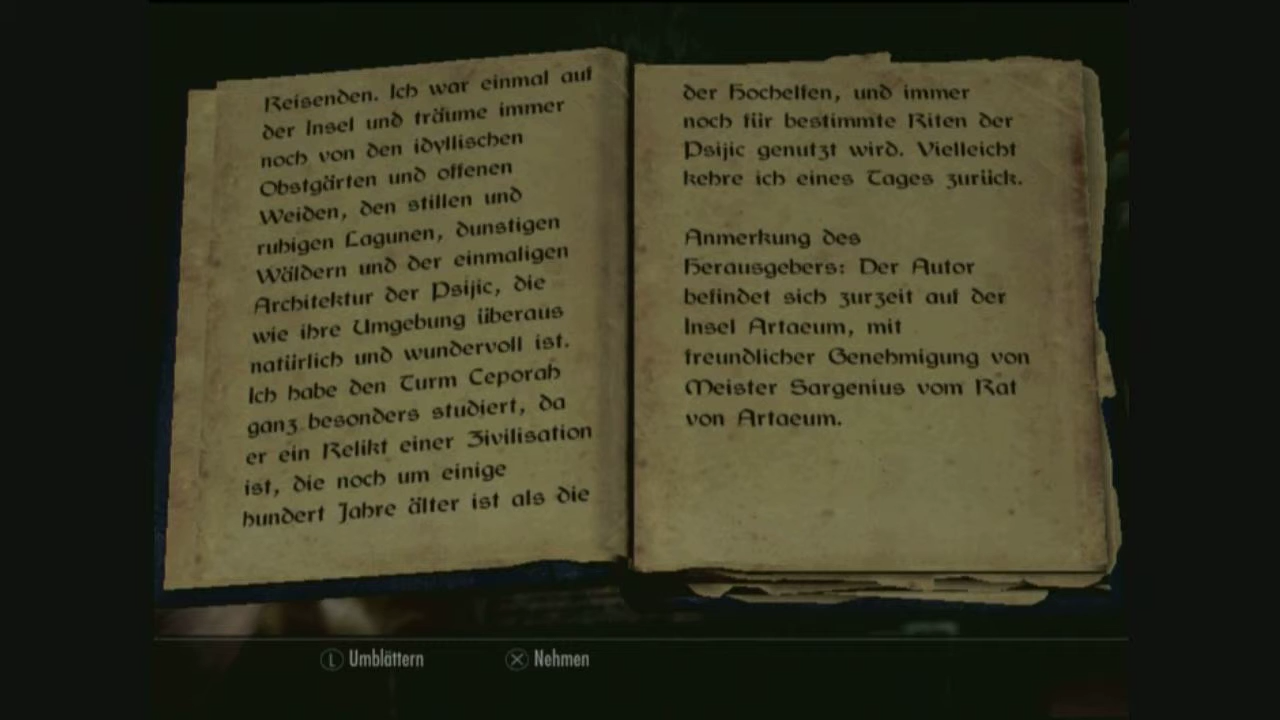 Reisenden. Ich war einmal auf
der Insel und träume immer
noch von den idyllischen
Obstgärten und offenen
Weiden, den stillen und
ruhigen Lagunen, dunstigen
Wäldern und der einmaligen
Architektur der Psijic, die
wie ihre Umgebung überaus
natürlich und wundervoll ist.
Ich habe den Turm Ceporah
ganz besonders studiert, da
er ein Relikt einer Zivilisation
ist, die noch um einige
hundert Jahre älter ist als die
der Hochelfen, und immer
noch für bestimmte Riten der
Psijic genutzt wird. Vielleicht
kehre ich eines Tages zurück.
Anmerkung des
Herausgebers: Der Autor
befindet sich zurzeit auf der
Insel Artaeum, mit
freundlicher Genehmigung von
Meister Sargenius vom Rat
von Artaeum.
L Umblättern X Nehmen